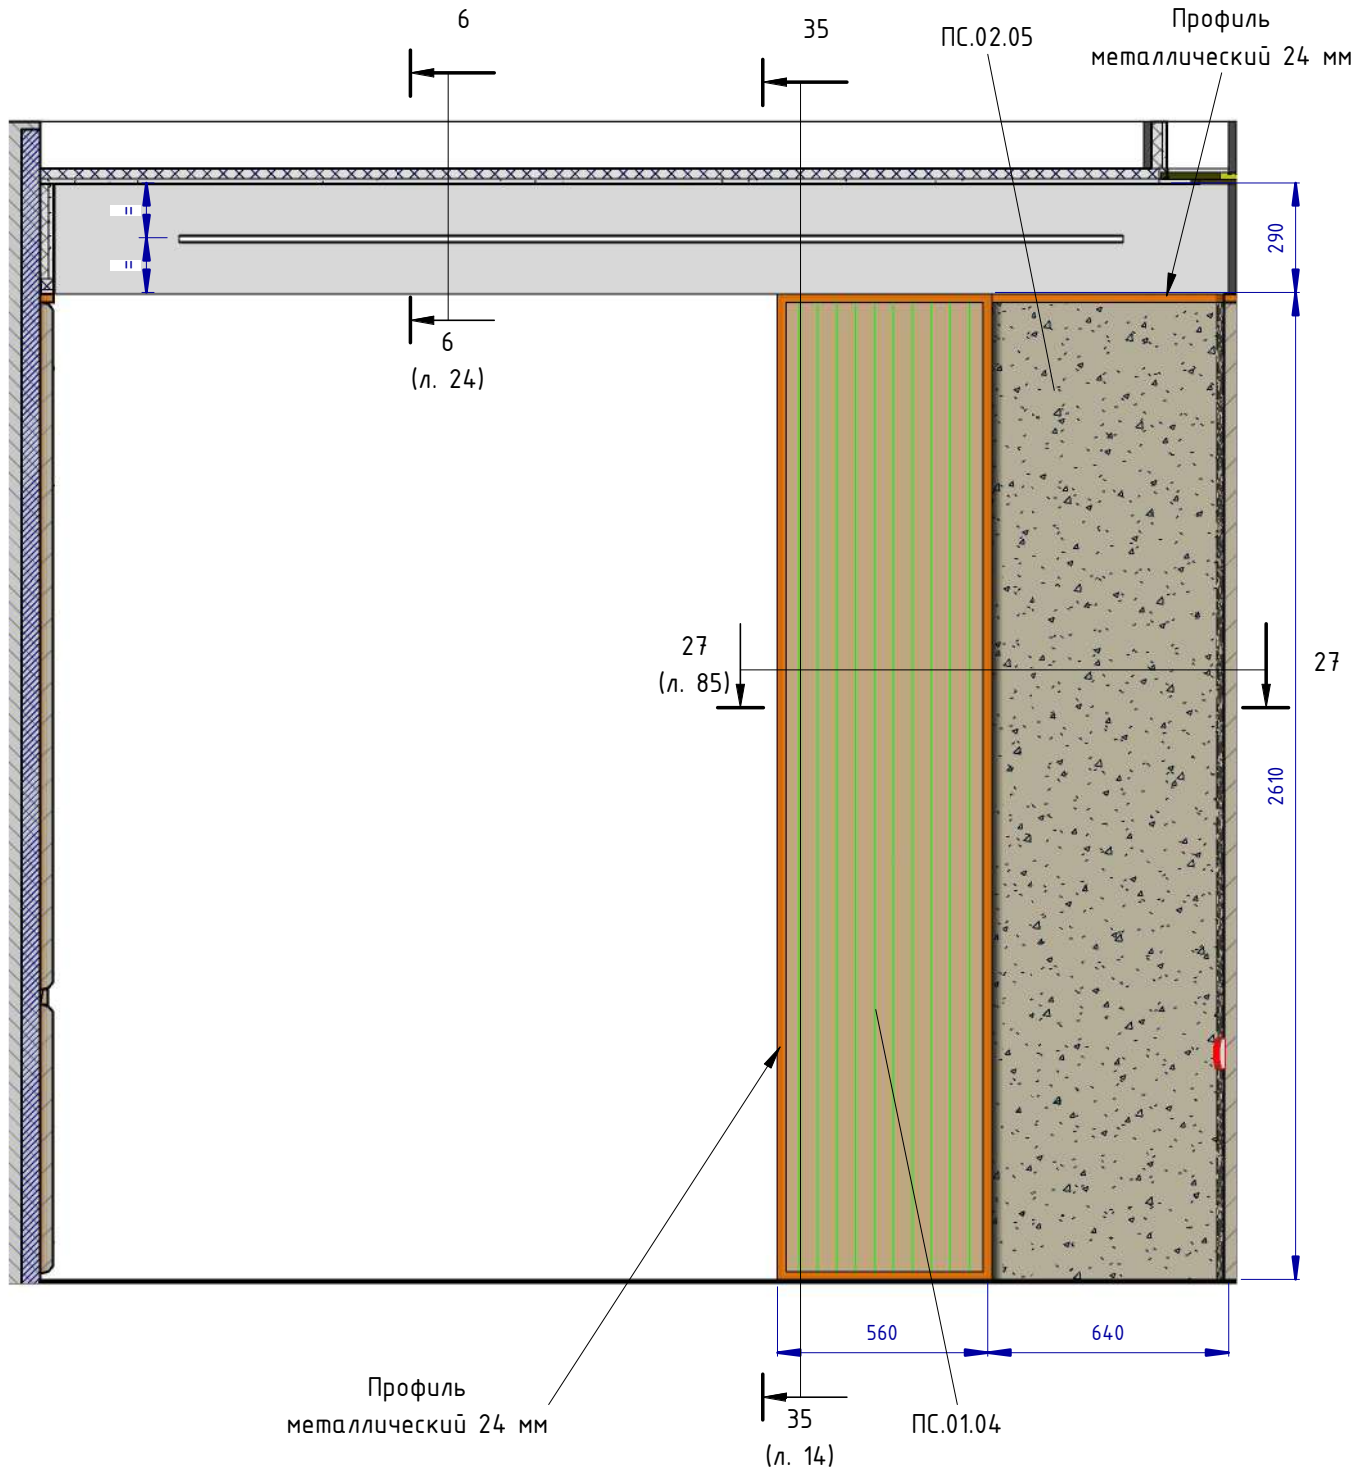 6
35
ПС.02.05
Профиль
металлический 24 мм
=
=
290
6
(л. 24)
27
(л. 85)
27
2610
560
640
Профиль
металлический 24 мм
35
(л. 14)
ПС.01.04